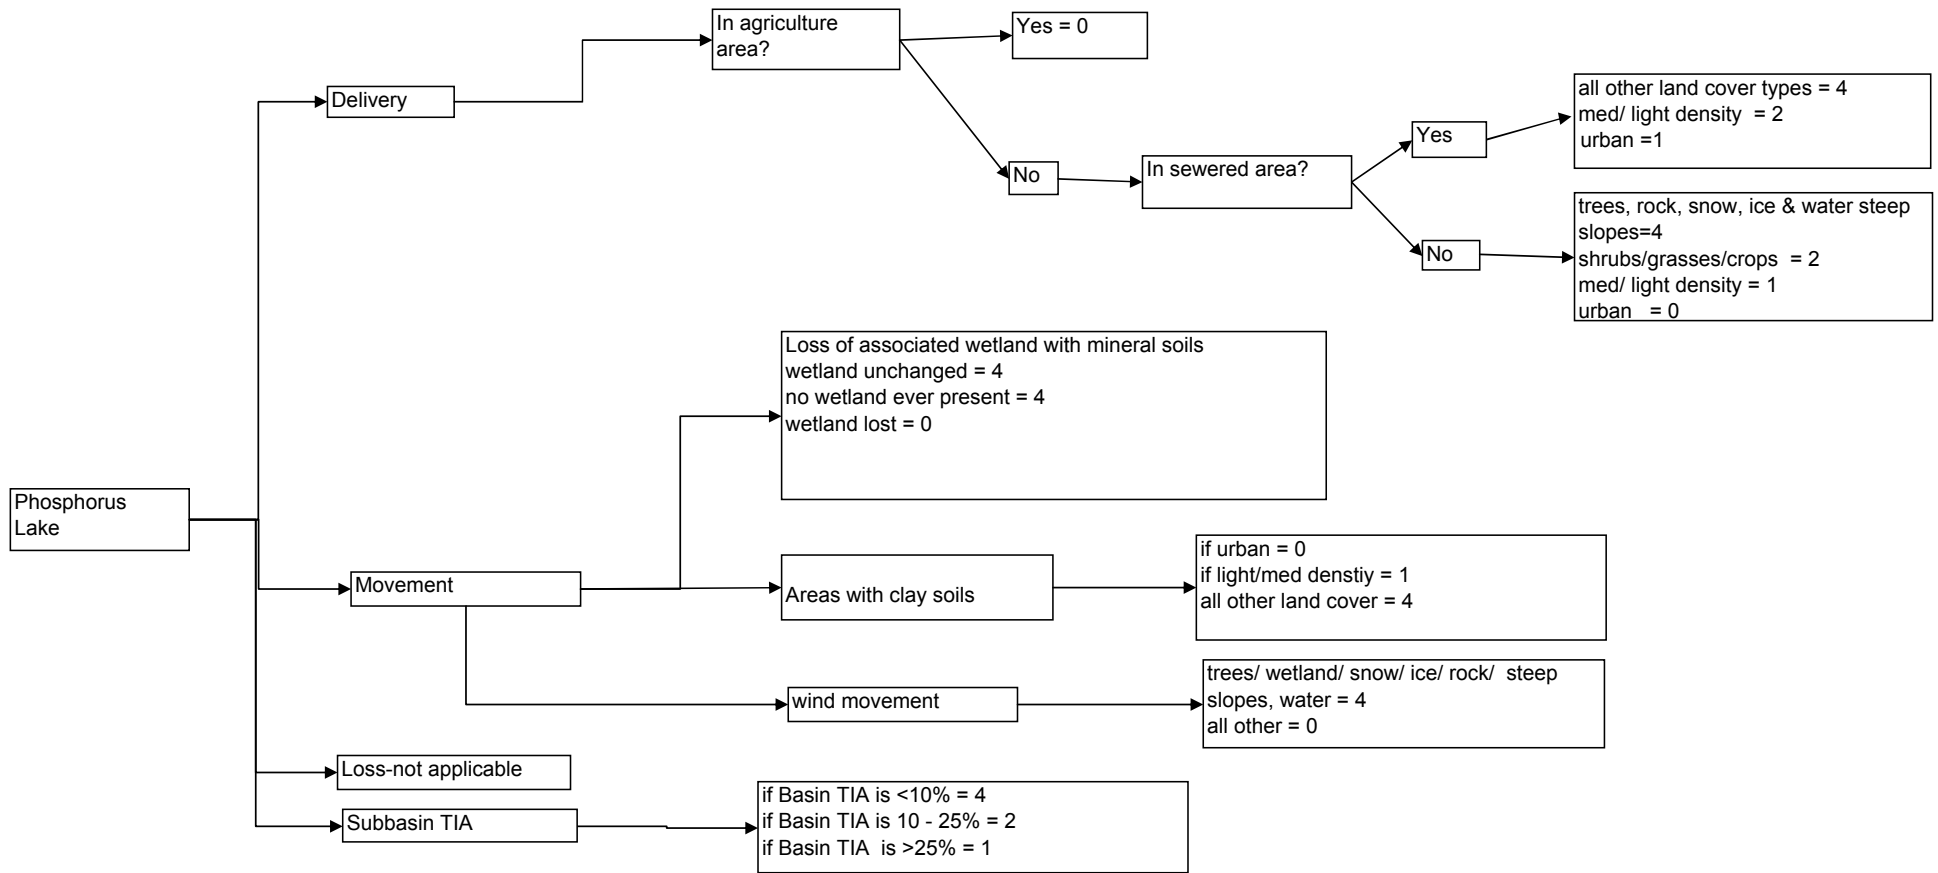 In agriculture
area?
Yes = 0
Delivery
all other land cover types = 4
med/ light density  = 2
urban =1
Yes
In sewered area?
No
trees, rock, snow, ice & water steep
slopes=4
shrubs/grasses/crops  = 2
med/ light density = 1
urban   = 0
No
Loss of associated wetland with mineral soils
wetland unchanged = 4
no wetland ever present = 4
wetland lost = 0
Phosphorus
Lake
Movement
Areas with clay soils
if urban = 0
if light/med denstiy = 1
all other land cover = 4
wind movement
trees/ wetland/ snow/ ice/ rock/  steep
slopes, water = 4
all other = 0
Loss-not applicable
Subbasin TIA
if Basin TIA is <10% = 4
if Basin TIA is 10 - 25% = 2
if Basin TIA  is >25% = 1